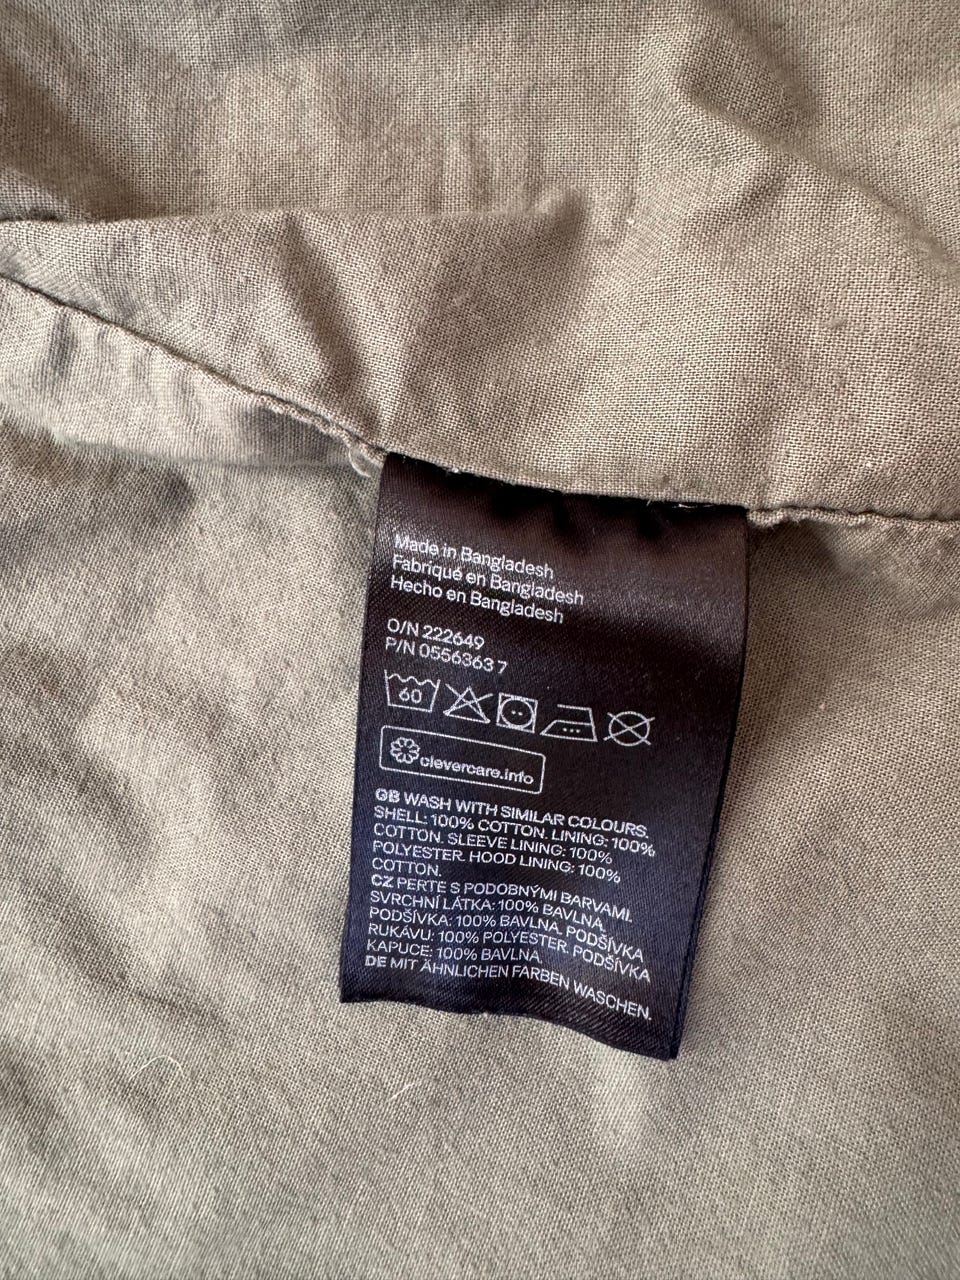 Made in Bangladesh
Fabriqué en Bangladesh
Hecho en Bangladesh
O/N 222649
P/N 0556363 7
60
clevercare.info
GB WASH WITH SIMILAR COLOURS.
SHELL: 100% COTTON. LINING: 100%
COTTON. SLEEVE LINING: 100%
POLYESTER. HOOD LINING: 100%
COTTON.
CZ PERTE S PODOBNÝMI BARVAMI.
SVRCHNÍ LÁTKA: 100% BAVLNA.
PODŠÍVKA: 100% BAVLNA. PODŠÍVKA
RUKÁVU: 100% POLYESTER. PODŠÍVKA
KAPUCE: 100% BAVLNA.
DE MIT ÄHNLICHEN FARBEN WASCHEN.